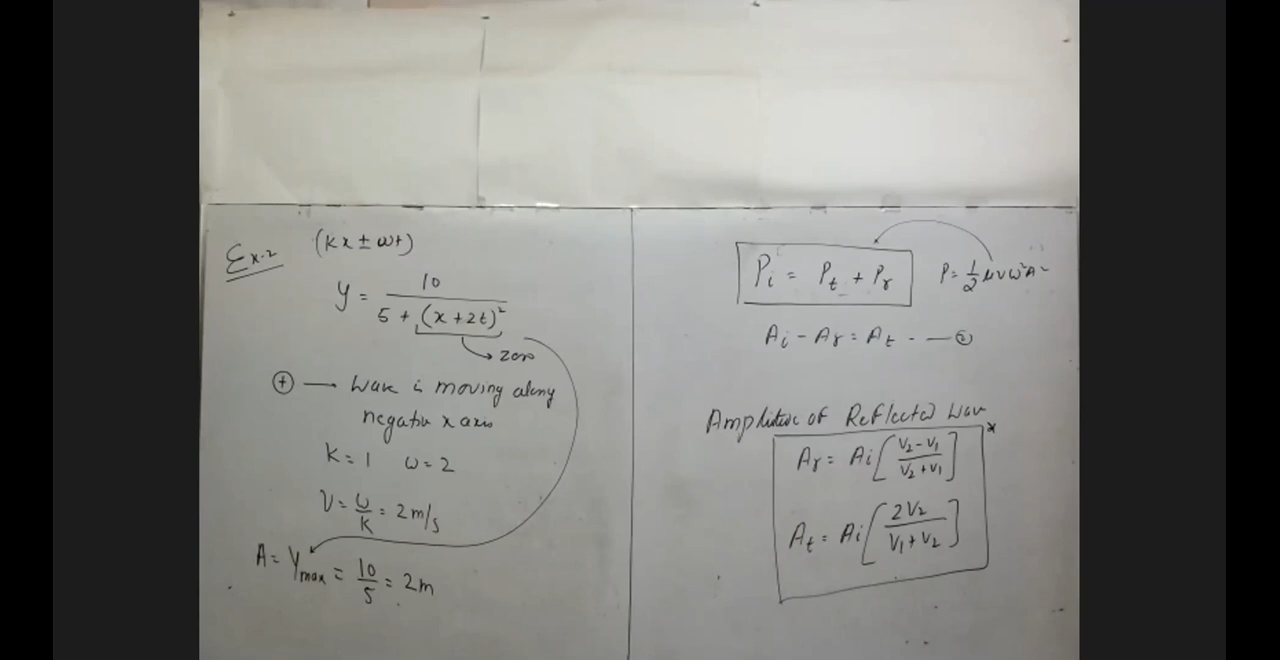 Ex-2 (kx ± ωt)
y = 10 / 5 + (x + 2t)²
→ zero
⊕ — Wave is moving along
negative x axis
K = 1 ω = 2
V = ω/K = 2 m/s
A = Ymax = 10/5 = 2m
Pi = Pt + Pr P = 1/2 μvω²A²
Ai - Ar = At - — ②
Amplitude of Reflected wave
Ar = Ai [ V2 - V1 / V2 + V1 ]
At = Ai [ 2V2 / V1 + V2 ]